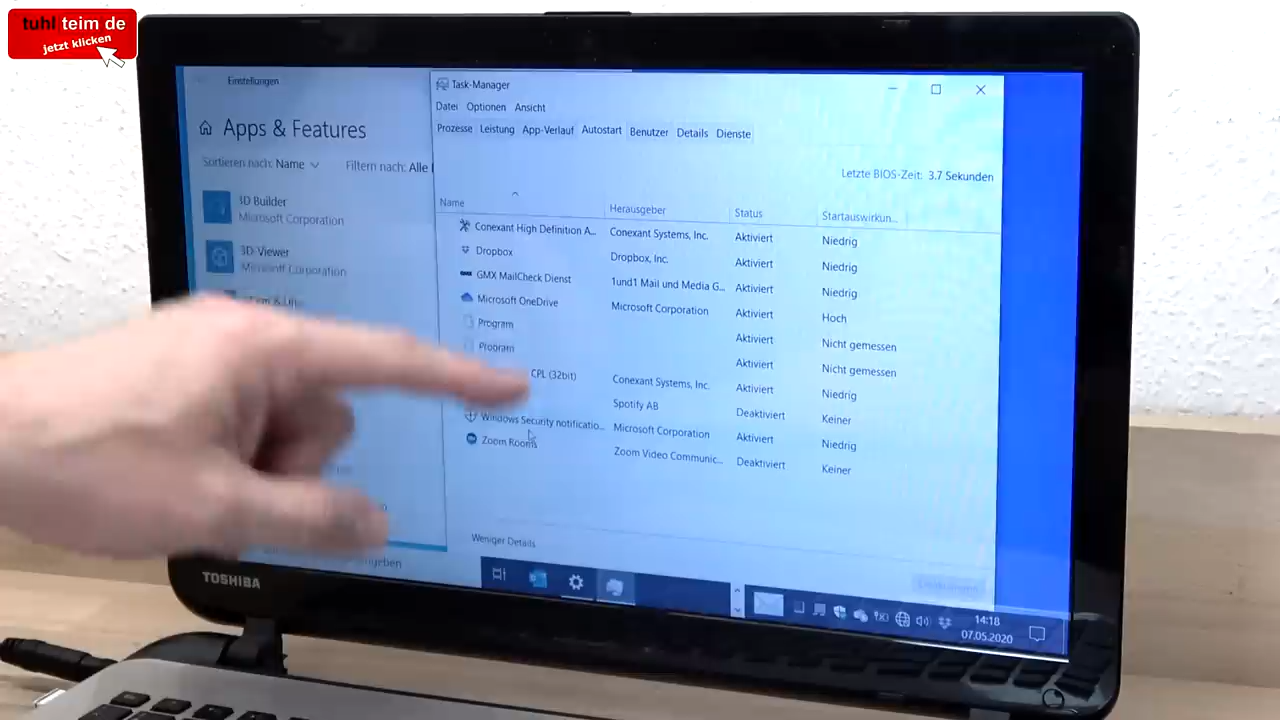 tuhl teim de
jetzt klicken
Einstellungen
Apps & Features
Sortieren nach: Name
Filtern nach: Alle
3D Builder
Microsoft Corporation
3D-Viewer
Microsoft Corporation
Task-Manager
Datei Optionen Ansicht
Prozesse Leistung App-Verlauf Autostart Benutzer Details Dienste
Letzte BIOS-Zeit: 3.7 Sekunden
Name Herausgeber Status Startauswirkun...
Conexant High Definition A... Conexant Systems, Inc. Aktiviert Niedrig
Dropbox Dropbox, Inc. Aktiviert Niedrig
GMX MailCheck Dienst 1und1 Mail und Media G... Aktiviert Niedrig
Microsoft OneDrive Microsoft Corporation Aktiviert Hoch
Program Aktiviert Nicht gemessen
Program Aktiviert Nicht gemessen
CPL (32bit) Conexant Systems, Inc. Aktiviert Niedrig
Spotify AB Deaktiviert Keiner
Windows Security notificatio... Microsoft Corporation Aktiviert Niedrig
Zoom Rooms Zoom Video Communic... Deaktiviert Keiner
Weniger Details
14:18
07.05.2020
TOSHIBA